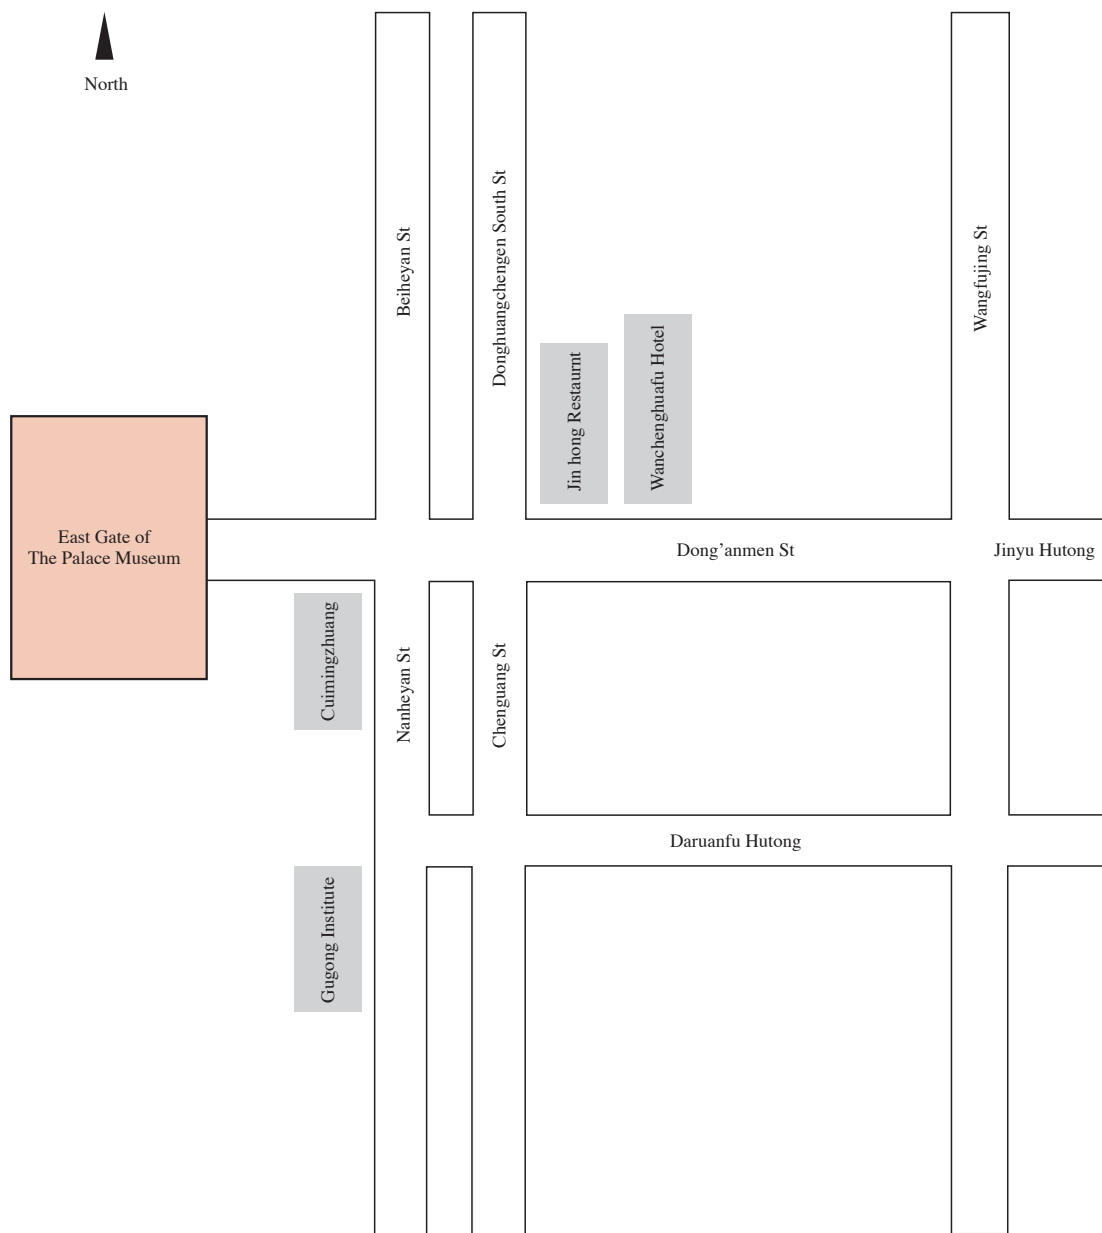 North
Beiheyan St
Donghuangchengen South St
Wangfujing St
Jin hong Restaurnt
Wanchenghuafu Hotel
East Gate of
The Palace Museum
Dong’anmen St
Jinyu Hutong
Cuimingzhuang
Nanheyan St
Chenguang St
Daruanfu Hutong
Gugong Institute